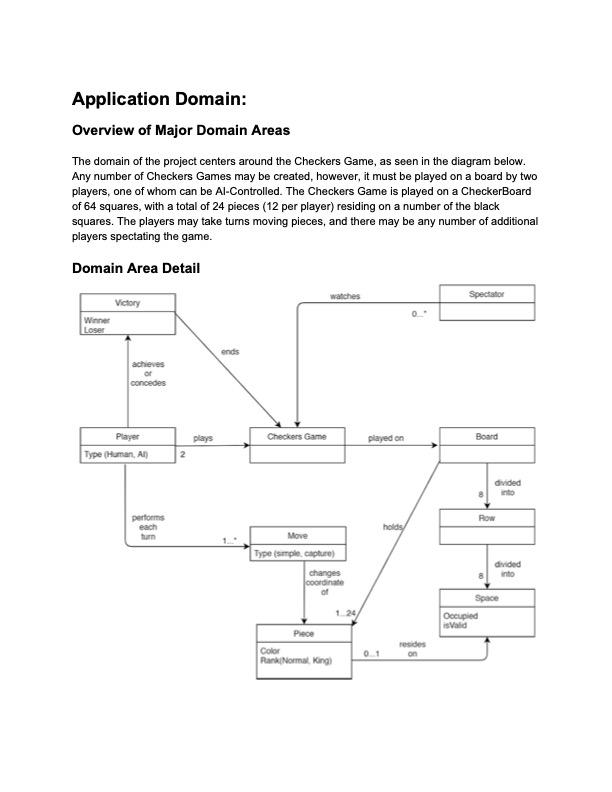 Application Domain:
Overview of Major Domain Areas
The domain of the project centers around the Checkers Game, as seen in the diagram below.
Any number of Checkers Games may be created, however, it must be played on a board by two
players, one of whom can be AI-Controlled. The Checkers Game is played on a CheckerBoard
of 64 squares, with a total of 24 pieces (12 per player) residing on a number of the black
squares. The players may take turns moving pieces, and there may be any number of additional
players spectating the game.
Domain Area Detail
Victory
Winner
Loser
watches
Spectator
0...*
ends
achieves
or
concedes
Player
Type (Human, AI)
plays
2
Checkers Game
played on
Board
divided
into
8
Row
performs
each
turn
1...*
Move
Type (simple, capture)
holds
divided
into
8
changes
coordinate
of
1...24
Space
Occupied
isValid
Piece
Color
Rank(Normal, King)
0...1
resides
on